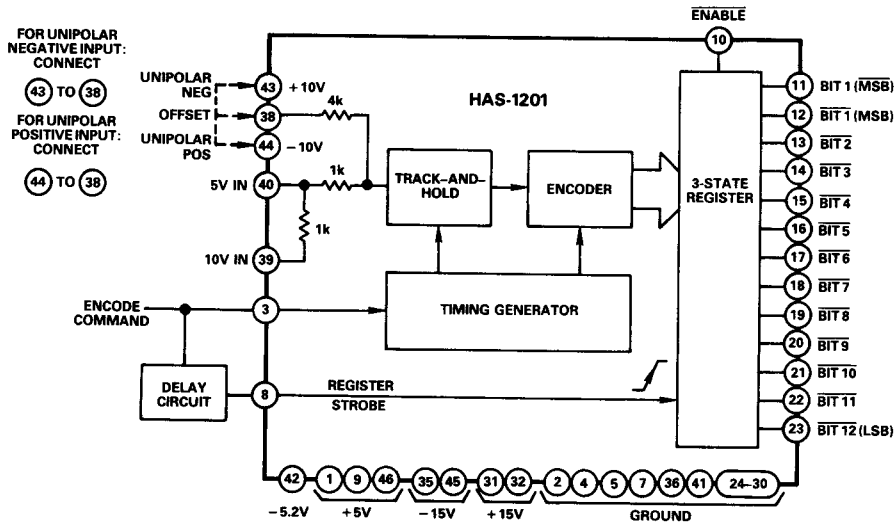 FOR UNIPOLAR
NEGATIVE INPUT:
CONNECT
43 TO 38
FOR UNIPOLAR
POSITIVE INPUT:
CONNECT
44 TO 38
UNIPOLAR
NEG
OFFSET
UNIPOLAR
POS
5V IN
10V IN
ENCODE
COMMAND
DELAY
CIRCUIT
43 +10V
38
44 −10V
40
39
3
8
4k
1k
1k
HAS-1201
TRACK-AND-
HOLD
ENCODER
TIMING GENERATOR
REGISTER
STROBE
3-STATE
REGISTER
ENABLE
10
11 BIT 1 (MSB)
12 BIT 1 (MSB)
13 BIT 2
14 BIT 3
15 BIT 4
16 BIT 5
17 BIT 6
18 BIT 7
19 BIT 8
20 BIT 9
21 BIT 10
22 BIT 11
23 BIT 12 (LSB)
42 1 9 46 35 45 31 32 2 4 5 7 36 41 24–30
−5.2V +5V −15V +15V GROUND